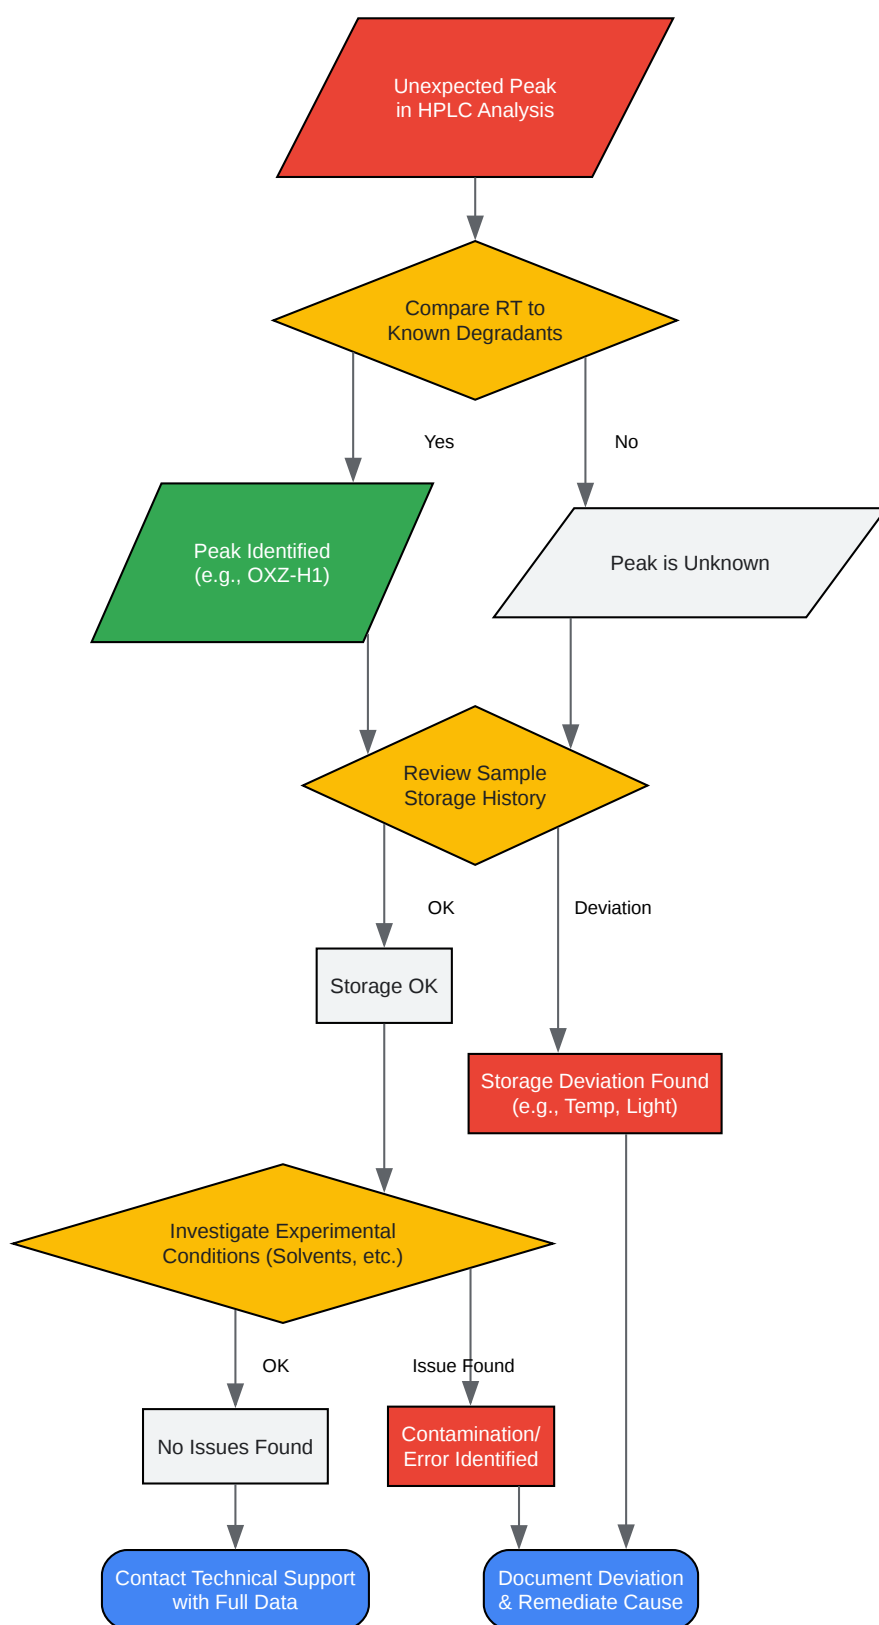 Unexpected Peak
in HPLC Analysis
Compare RT to
Known Degradants
Yes
No
Peak Identified
(e.g., OXZ-H1)
Peak is Unknown
Review Sample
Storage History
OK
Deviation
Storage OK
Storage Deviation Found
(e.g., Temp, Light)
Investigate Experimental
Conditions (Solvents, etc.)
OK
Issue Found
No Issues Found
Contamination/
Error Identified
Contact Technical Support
with Full Data
Document Deviation
& Remediate Cause